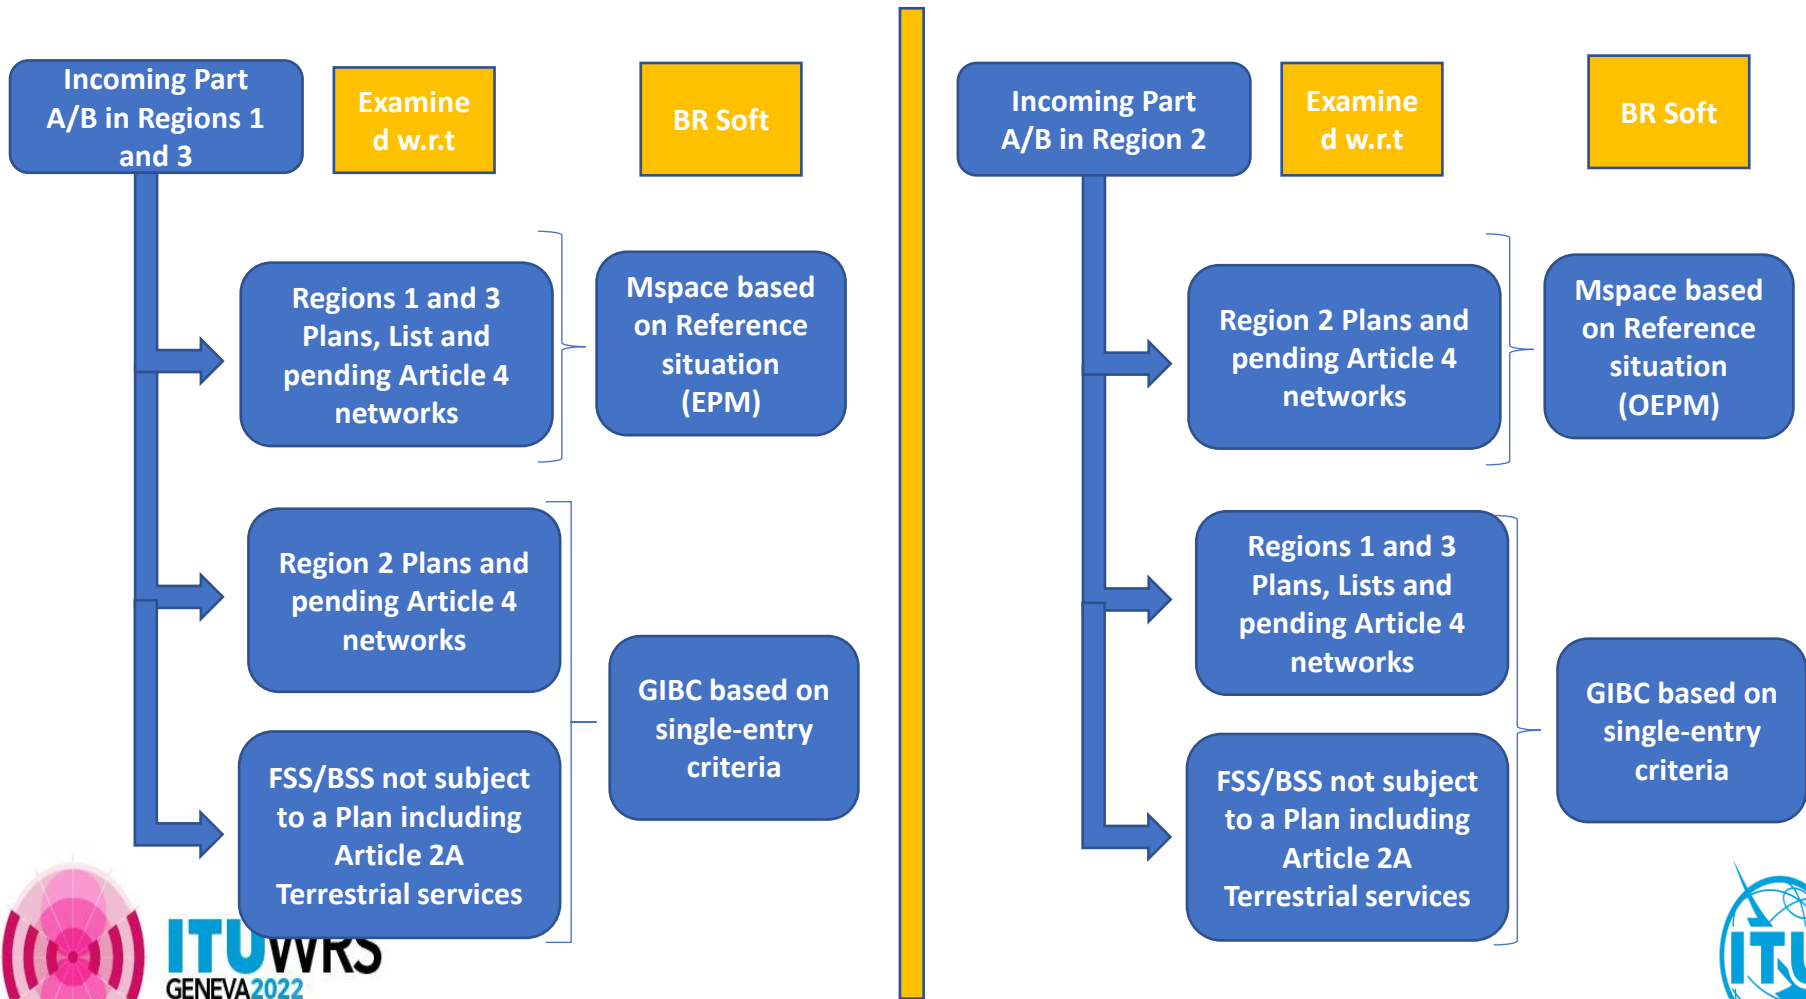 Incoming Part
A/B in Regions 1
and 3
Examine
d w.r.t
BR Soft
Regions 1 and 3
Plans, List and
pending Article 4
networks
Mspace based
on Reference
situation
(EPM)
Region 2 Plans and
pending Article 4
networks
FSS/BSS not subject
to a Plan including
Article 2A
Terrestrial services
GIBC based on
single-entry
criteria
ITUWRS
GENEVA2022
Incoming Part
A/B in Region 2
Examine
d w.r.t
BR Soft
Region 2 Plans and
pending Article 4
networks
Mspace based
on Reference
situation
(OEPM)
Regions 1 and 3
Plans, Lists and
pending Article 4
networks
FSS/BSS not subject
to a Plan including
Article 2A
Terrestrial services
GIBC based on
single-entry
criteria
ITU